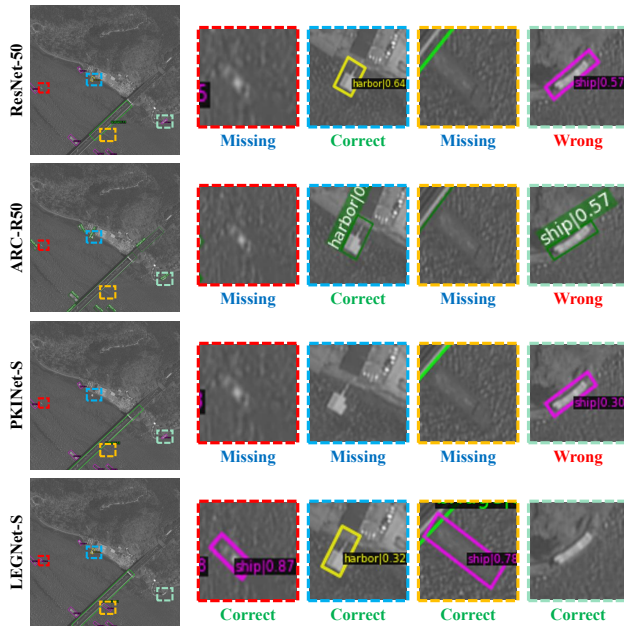 ResNet-50
harbor|0.64
ship|0.57
Missing
Correct
Missing
Wrong
ARC-R50
harbor|0
ship|0.57
Missing
Correct
Missing
Wrong
PKINet-S
ship|0.30
Missing
Missing
Missing
Wrong
LEGNet-S
ship|0.87
harbor|0.32
ship|0.78
Correct
Correct
Correct
Correct